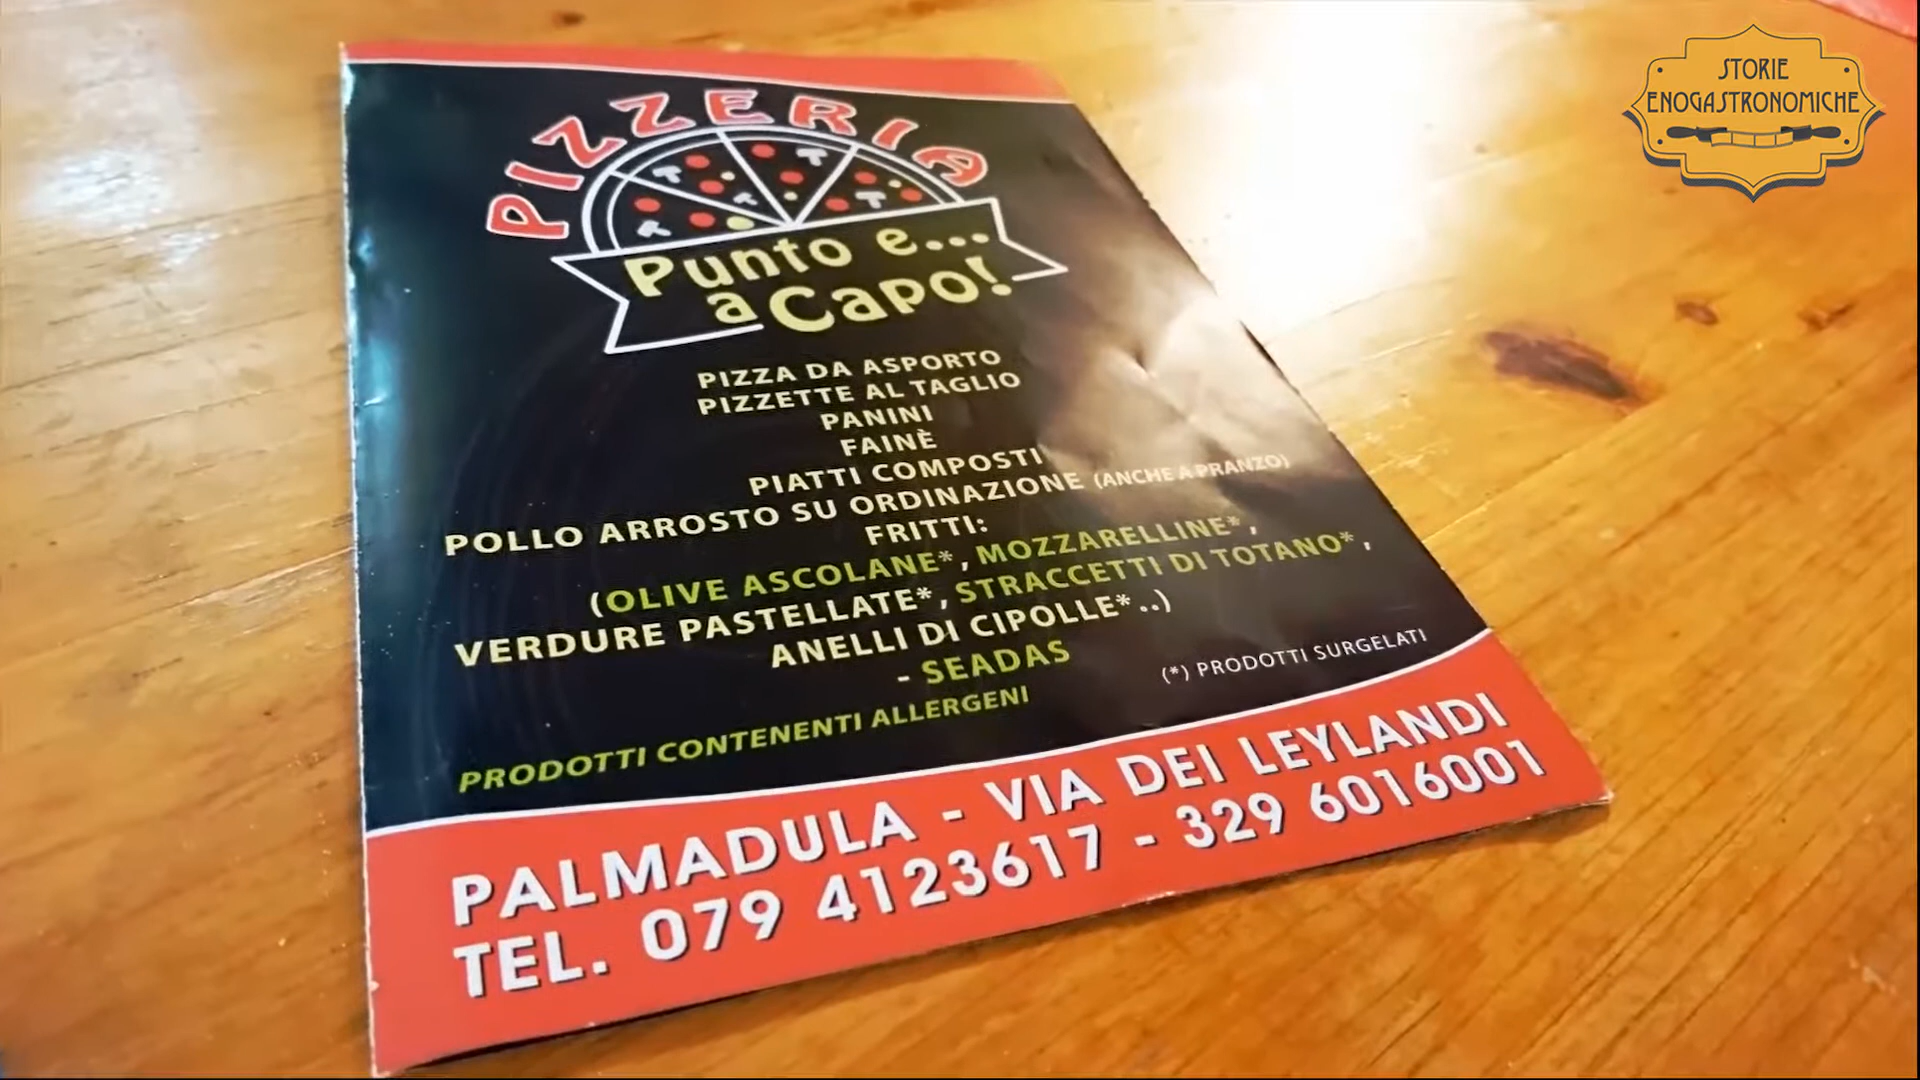 STORIE
ENOGASTRONOMICHE
PIZZERIA
Punto e...
a Capo!
PIZZA DA ASPORTO
PIZZETTE AL TAGLIO
PANINI
FAINÈ
PIATTI COMPOSTI
POLLO ARROSTO SU ORDINAZIONE (ANCHE A PRANZO)
FRITTI:
(OLIVE ASCOLANE*, MOZZARELLINE*,
VERDURE PASTELLATE*, STRACCETTI DI TOTANO*,
ANELLI DI CIPOLLE*..)
- SEADAS
(*) PRODOTTI SURGELATI
PRODOTTI CONTENENTI ALLERGENI
PALMADULA - VIA DEI LEYLANDI
TEL. 079 4123617 - 329 6016001